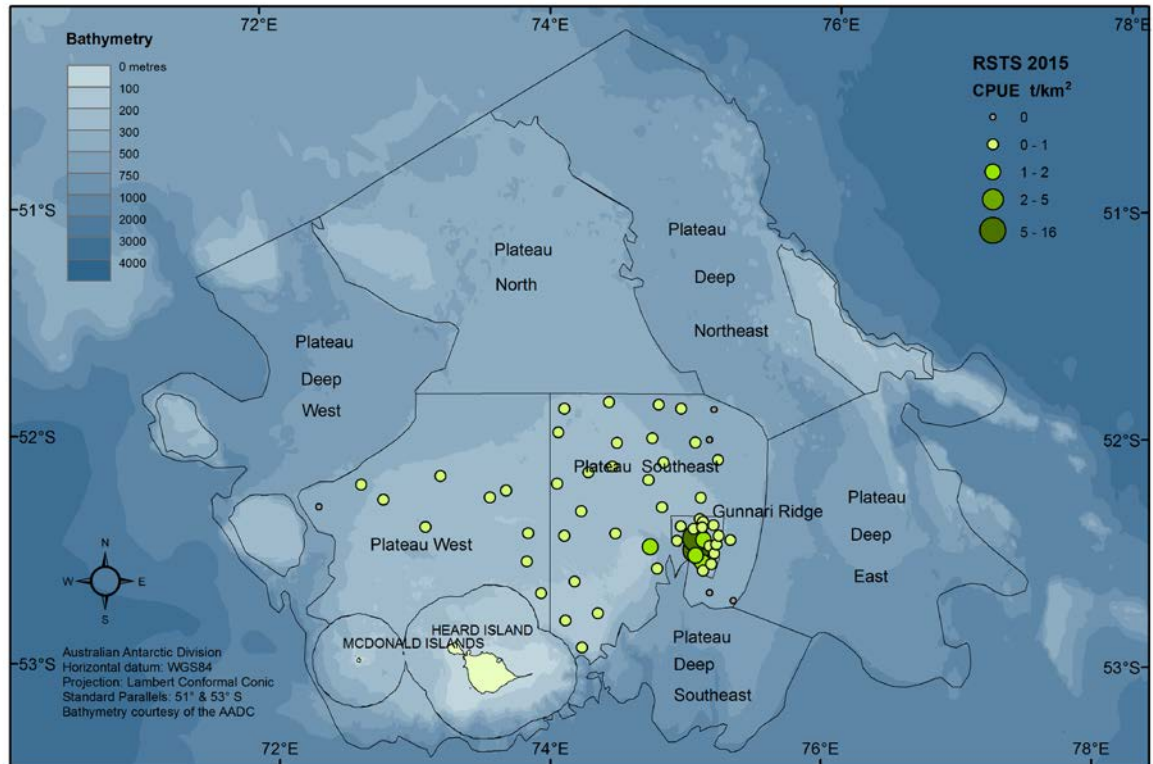 72°E
74°E
76°E
78°E
Bathymetry
0 metres
100
200
300
500
750
1000
2000
3000
4000
RSTS 2015
CPUE t/km²
0
0 - 1
1 - 2
2 - 5
5 - 16
51°S
51°S
Plateau
North
Plateau
Deep
Northeast
Plateau
Deep
West
52°S
52°S
Plateau Southeast
Gunnari Ridge
Plateau West
Plateau
Deep
East
N
W
E
S
HEARD ISLAND
MCDONALD ISLANDS
Plateau
Deep
Southeast
53°S
53°S
Australian Antarctic Division
Horizontal datum: WGS84
Projection: Lambert Conformal Conic
Standard Parallels: 51° & 53° S
Bathymetry courtesy of the AADC
72°E
74°E
76°E
78°E